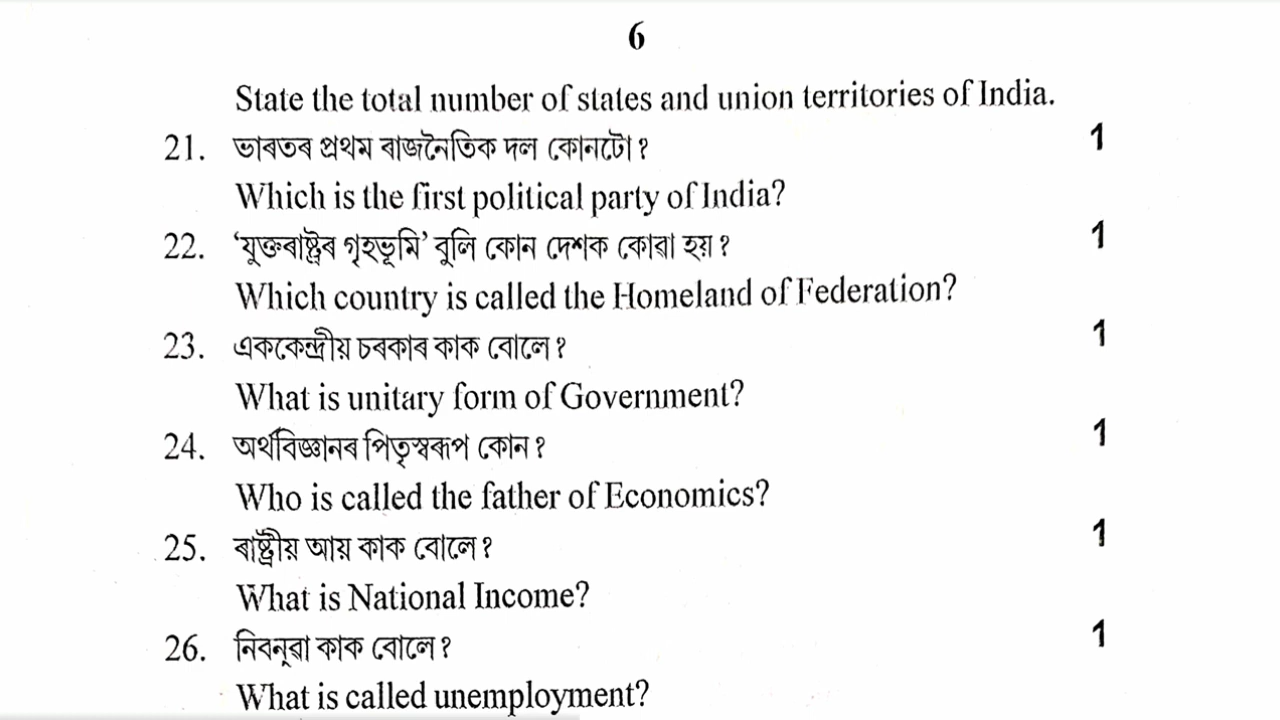 6
State the total number of states and union territories of India.
21. ভাৰতৰ প্ৰথম ৰাজনৈতিক দল কোনটো ? 1
Which is the first political party of India?
22. ‘যুক্তৰাষ্ট্ৰৰ গৃহভূমি’ বুলি কোন দেশক কোৱা হয় ? 1
Which country is called the Homeland of Federation?
23. এককেন্দ্ৰীয় চৰকাৰ কাক বোলে ? 1
What is unitary form of Government?
24. অৰ্থবিজ্ঞানৰ পিতৃস্বৰূপ কোন ? 1
Who is called the father of Economics?
25. ৰাষ্ট্ৰীয় আয় কাক বোলে ? 1
What is National Income?
26. নিবনুৱা কাক বোলে ? 1
What is called unemployment?